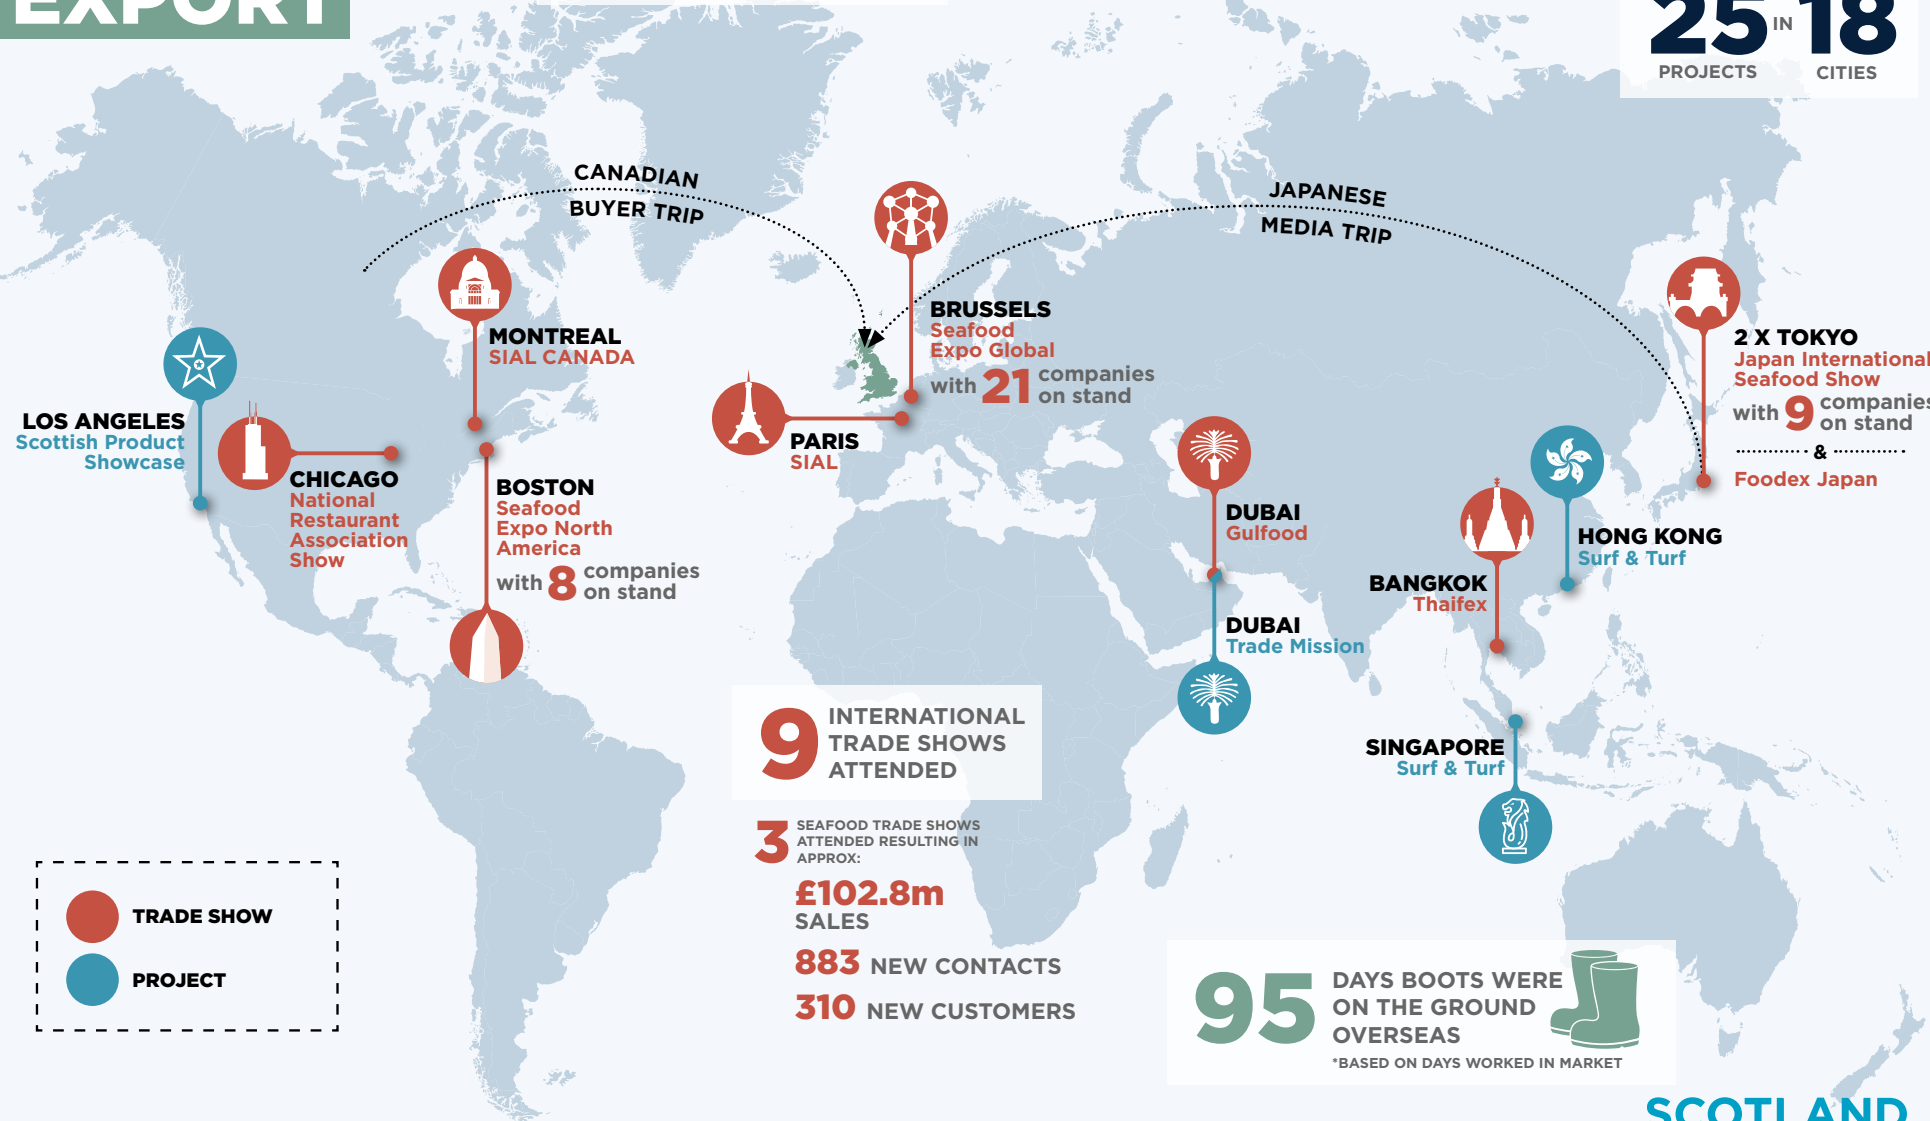 EXPORT
25 IN 18
PROJECTS CITIES
CANADIAN
BUYER TRIP
JAPANESE
MEDIA TRIP
MONTREAL
SIAL CANADA
LOS ANGELES
Scottish Product
Showcase
CHICAGO
National
Restaurant
Association
Show
BOSTON
Seafood
Expo North
America
with 8 companies
on stand
BRUSSELS
Seafood
Expo Global
with 21 companies
on stand
PARIS
SIAL
DUBAI
Gulfood
DUBAI
Trade Mission
2 X TOKYO
Japan International
Seafood Show
with 9 companies
on stand
&
Foodex Japan
HONG KONG
Surf & Turf
BANGKOK
Thaifex
SINGAPORE
Surf & Turf
9 INTERNATIONAL
TRADE SHOWS
ATTENDED
3 SEAFOOD TRADE SHOWS
ATTENDED RESULTING IN
APPROX:
£102.8m
SALES
883 NEW CONTACTS
310 NEW CUSTOMERS
TRADE SHOW
PROJECT
95 DAYS BOOTS WERE
ON THE GROUND
OVERSEAS
*BASED ON DAYS WORKED IN MARKET
SCOTLAND